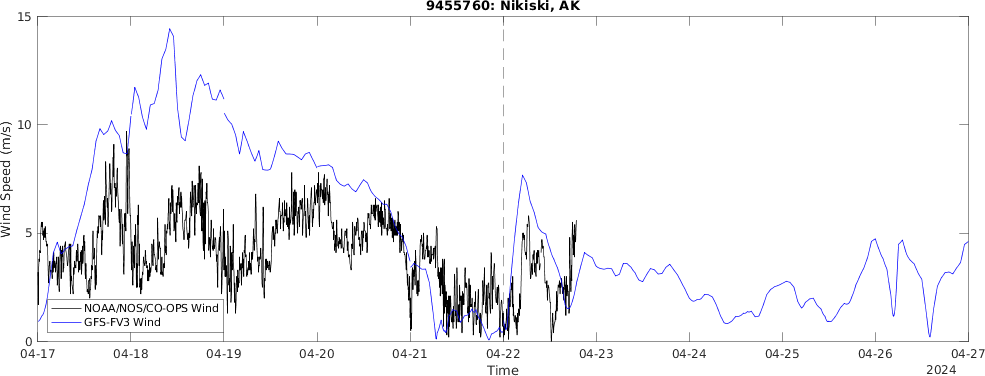 9455760: Nikiski, AK
15
10
5
0
Wind Speed (m/s)
NOAA/NOS/CO-OPS Wind
GFS-FV3 Wind
04-17 04-18 04-19 04-20 04-21 04-22 04-23 04-24 04-25 04-26 04-27
Time
2024